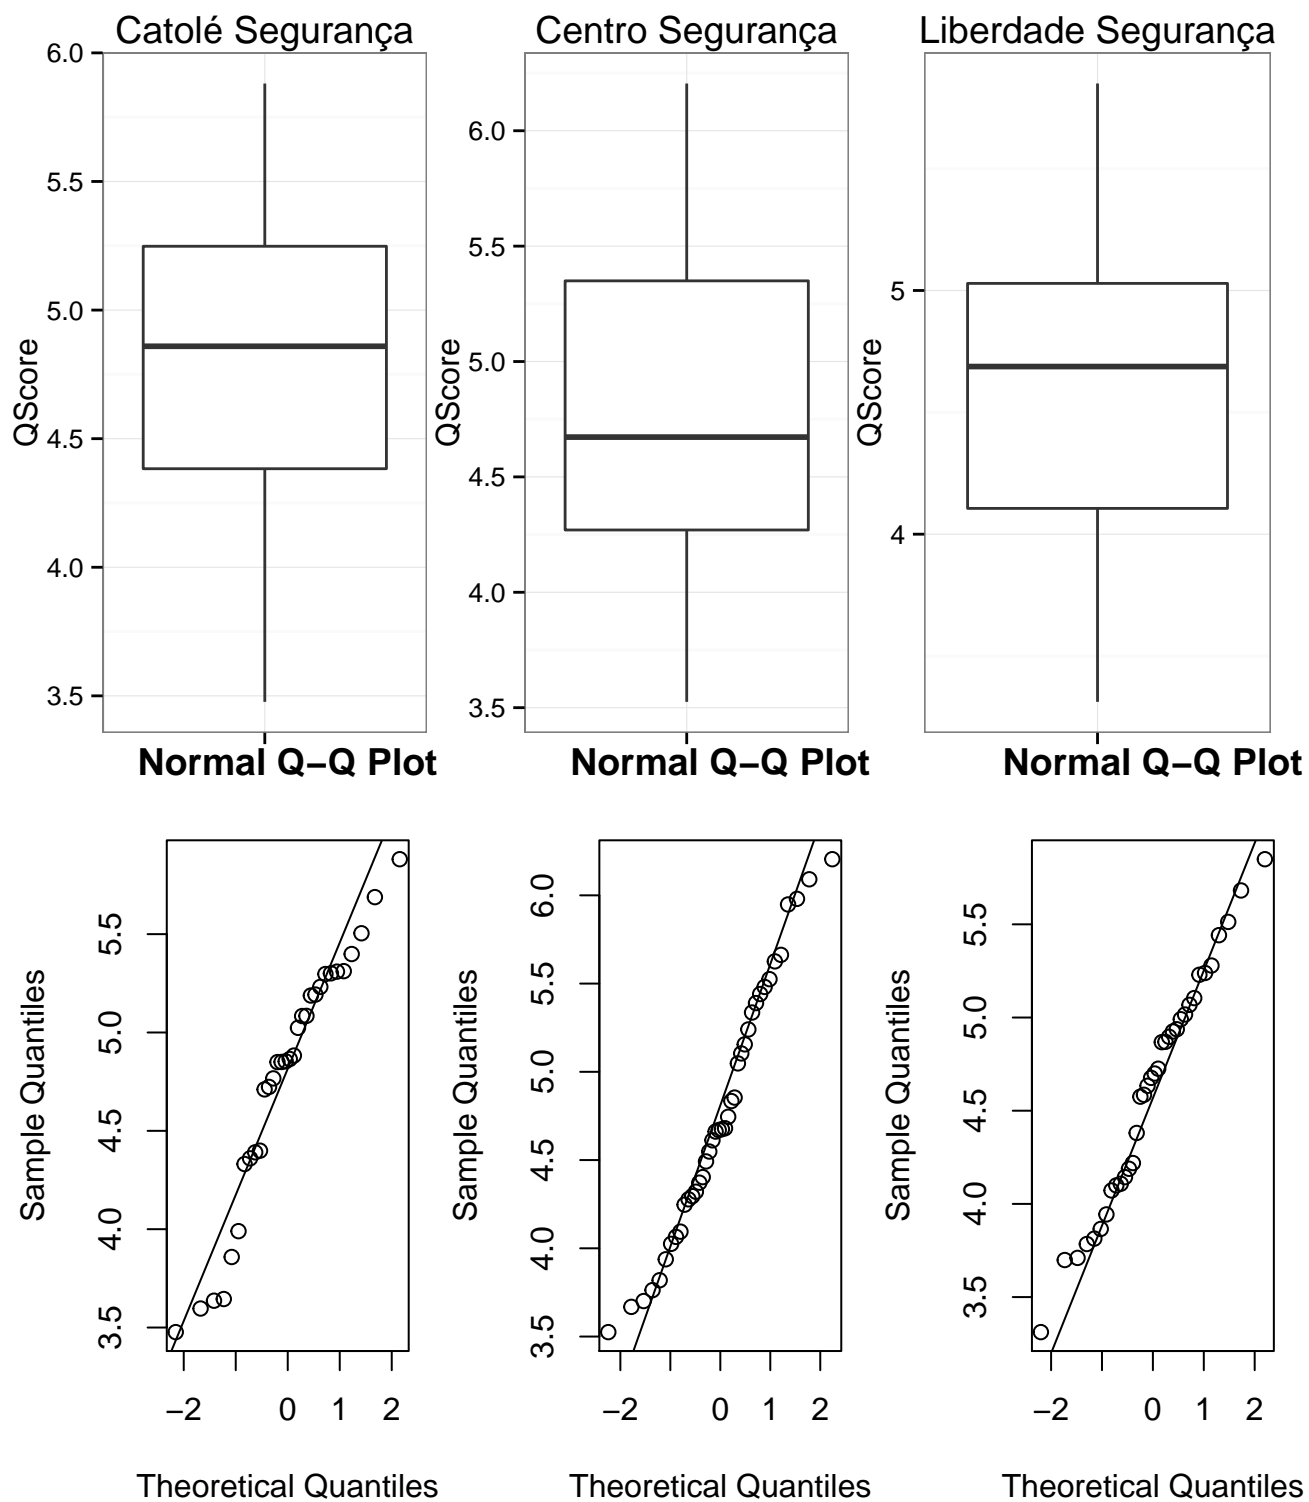 Catolé Segurança
Centro Segurança
Liberdade Segurança
6.0
5.5
5.0
4.5
4.0
3.5
QScore
6.0
5.5
5.0
4.5
4.0
3.5
QScore
5
4
QScore
Normal Q−Q Plot
Normal Q−Q Plot
Normal Q−Q Plot
5.5
5.0
4.5
4.0
3.5
Sample Quantiles
−2 0 1 2
Theoretical Quantiles
6.0
5.5
5.0
4.5
4.0
3.5
Sample Quantiles
−2 0 1 2
Theoretical Quantiles
5.5
5.0
4.5
4.0
3.5
Sample Quantiles
−2 0 1 2
Theoretical Quantiles